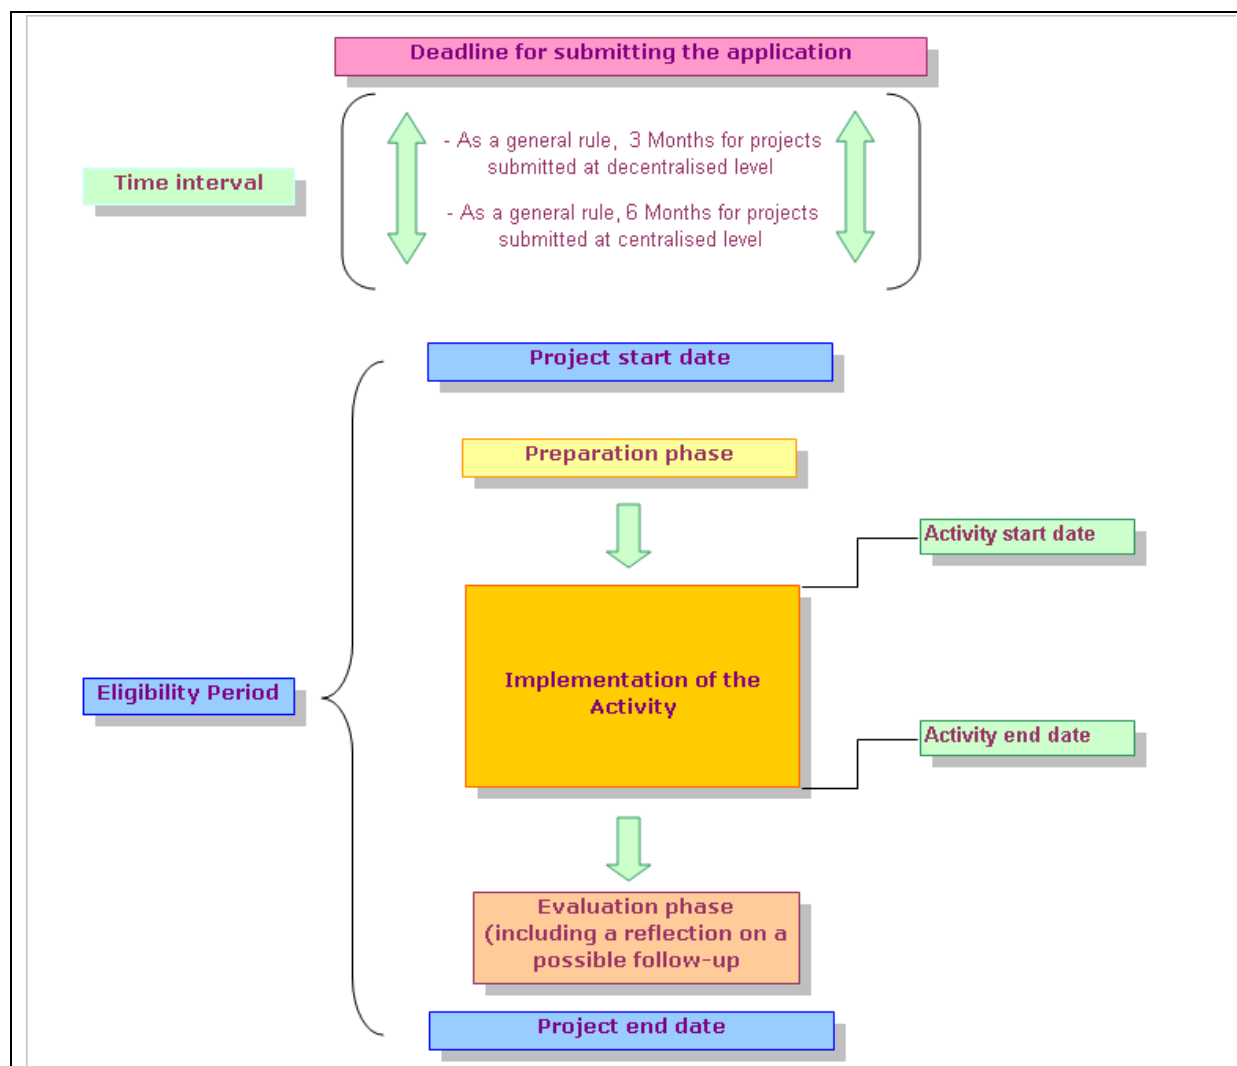 Deadline for submitting the application
- As a general rule,  3 Months for projects
submitted at decentralised level
Time interval
- As a general rule, 6 Months for projects
submitted at centralised level
Project start date
Preparation phase
Activity start date
Implementation of the
Activity
Eligibility Period
Activity end date
Evaluation phase
(including a reflection on a
possible follow-up
Project end date